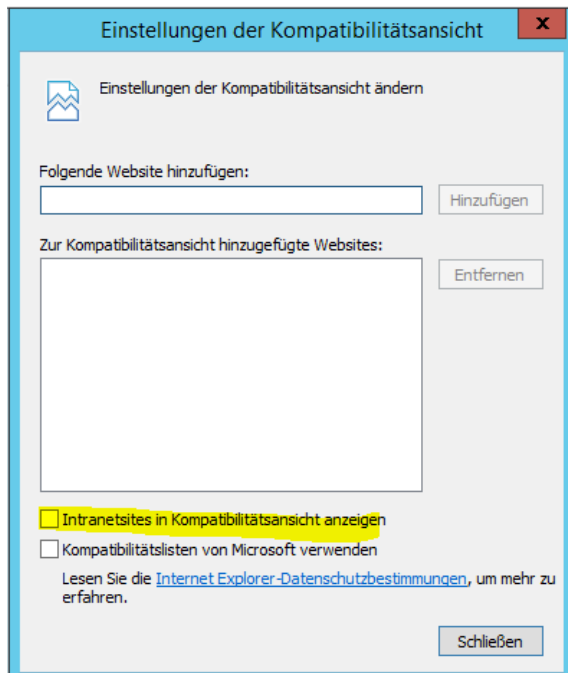 Einstellungen der Kompatibilitätsansicht
x
Einstellungen der Kompatibilitätsansicht ändern
Folgende Website hinzufügen:
Hinzufügen
Zur Kompatibilitätsansicht hinzugefügte Websites:
Entfernen
Intranetsites in Kompatibilitätsansicht anzeigen
Kompatibilitätslisten von Microsoft verwenden
Lesen Sie die Internet Explorer-Datenschutzbestimmungen, um mehr zu
erfahren.
Schließen